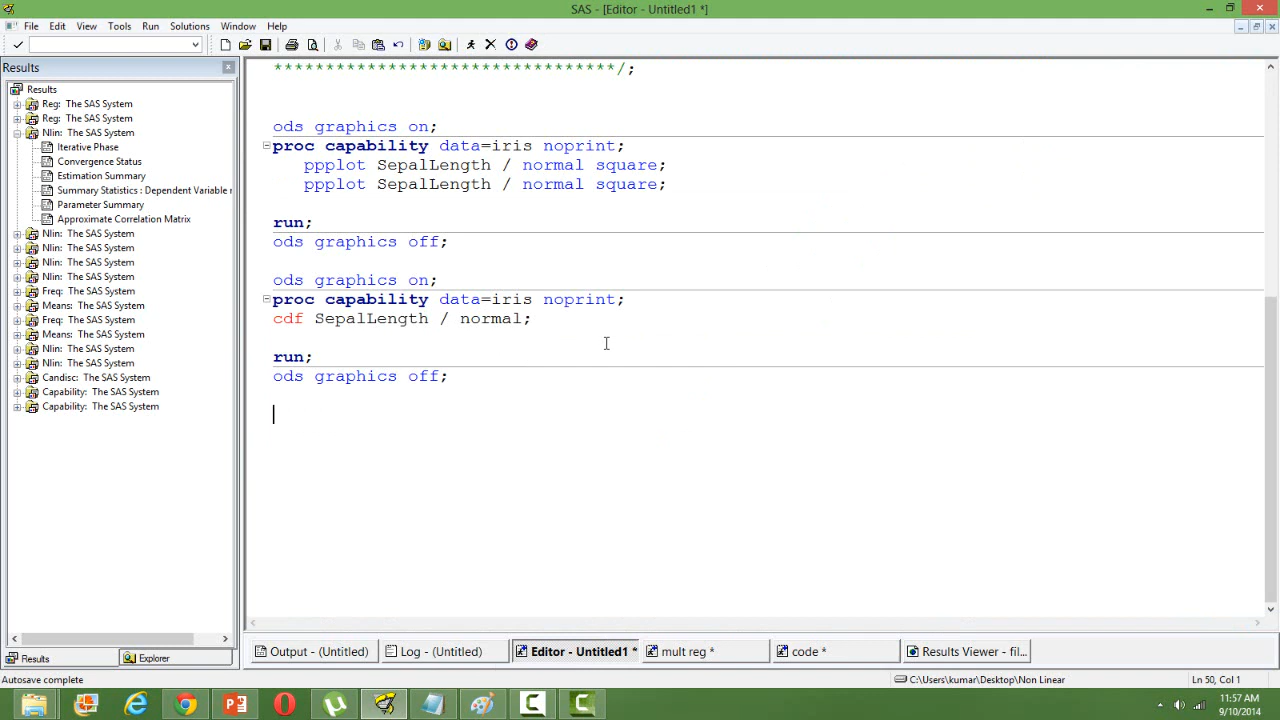 SAS - [Editor - Untitled1 *]
File Edit View Tools Run Solutions Window Help
Results
Results
Reg: The SAS System
Reg: The SAS System
Nlin: The SAS System
Iterative Phase
Convergence Status
Estimation Summary
Summary Statistics : Dependent Variable
Parameter Summary
Approximate Correlation Matrix
Nlin: The SAS System
Nlin: The SAS System
Nlin: The SAS System
Nlin: The SAS System
Freq: The SAS System
Means: The SAS System
Freq: The SAS System
Means: The SAS System
Nlin: The SAS System
Nlin: The SAS System
Candisc: The SAS System
Capability: The SAS System
Capability: The SAS System
*********************************/;
ods graphics on;
proc capability data=iris noprint;
ppplot SepalLength / normal square;
ppplot SepalLength / normal square;
run;
ods graphics off;
ods graphics on;
proc capability data=iris noprint;
cdf SepalLength / normal;
run;
ods graphics off;
Results Explorer
Output - (Untitled) Log - (Untitled) Editor - Untitled1 * mult reg * code * Results Viewer - fil...
Autosave complete C:\Users\kumar\Desktop\Non Linear Ln 50, Col 1
11:57 AM
9/10/2014